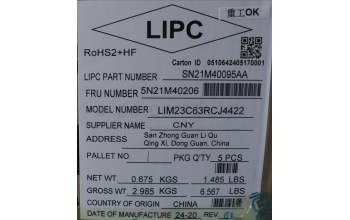 LIPC
重工OK
RoHS2+HF
Carton ID 0510642405170001
LIPC PART NUMBER SN21M40095AA
FRU NUMBER 5N21M40206
MODEL NUMBER LIM23C63RCJ4422
SUPPLIER NAME CNY
ADDRESS San Zhong Guan Li Qu
Qing Xi, Dong Guan, China
PALLET NO / PKG Q'TY 5 PCS
NET WT. 0.675 KGS 1.485 LBS
GROSS WT. 2.985 KGS 6.567 LBS
COUNTRY OF ORIGIN CHINA
DATE OF MANUFACTURE 24-20